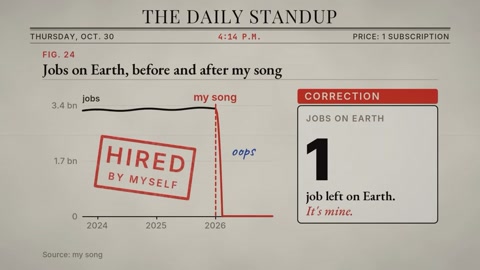 THE DAILY STANDUP
THURSDAY, OCT. 30
4:14 P.M.
PRICE: 1 SUBSCRIPTION
FIG. 24
Jobs on Earth, before and after my song
3.4 bn
jobs
my song
1.7 bn
HIRED
BY MYSELF
oops
0
2024
2025
2026
CORRECTION
JOBS ON EARTH
1
job left on Earth.
It's mine.
Source: my song